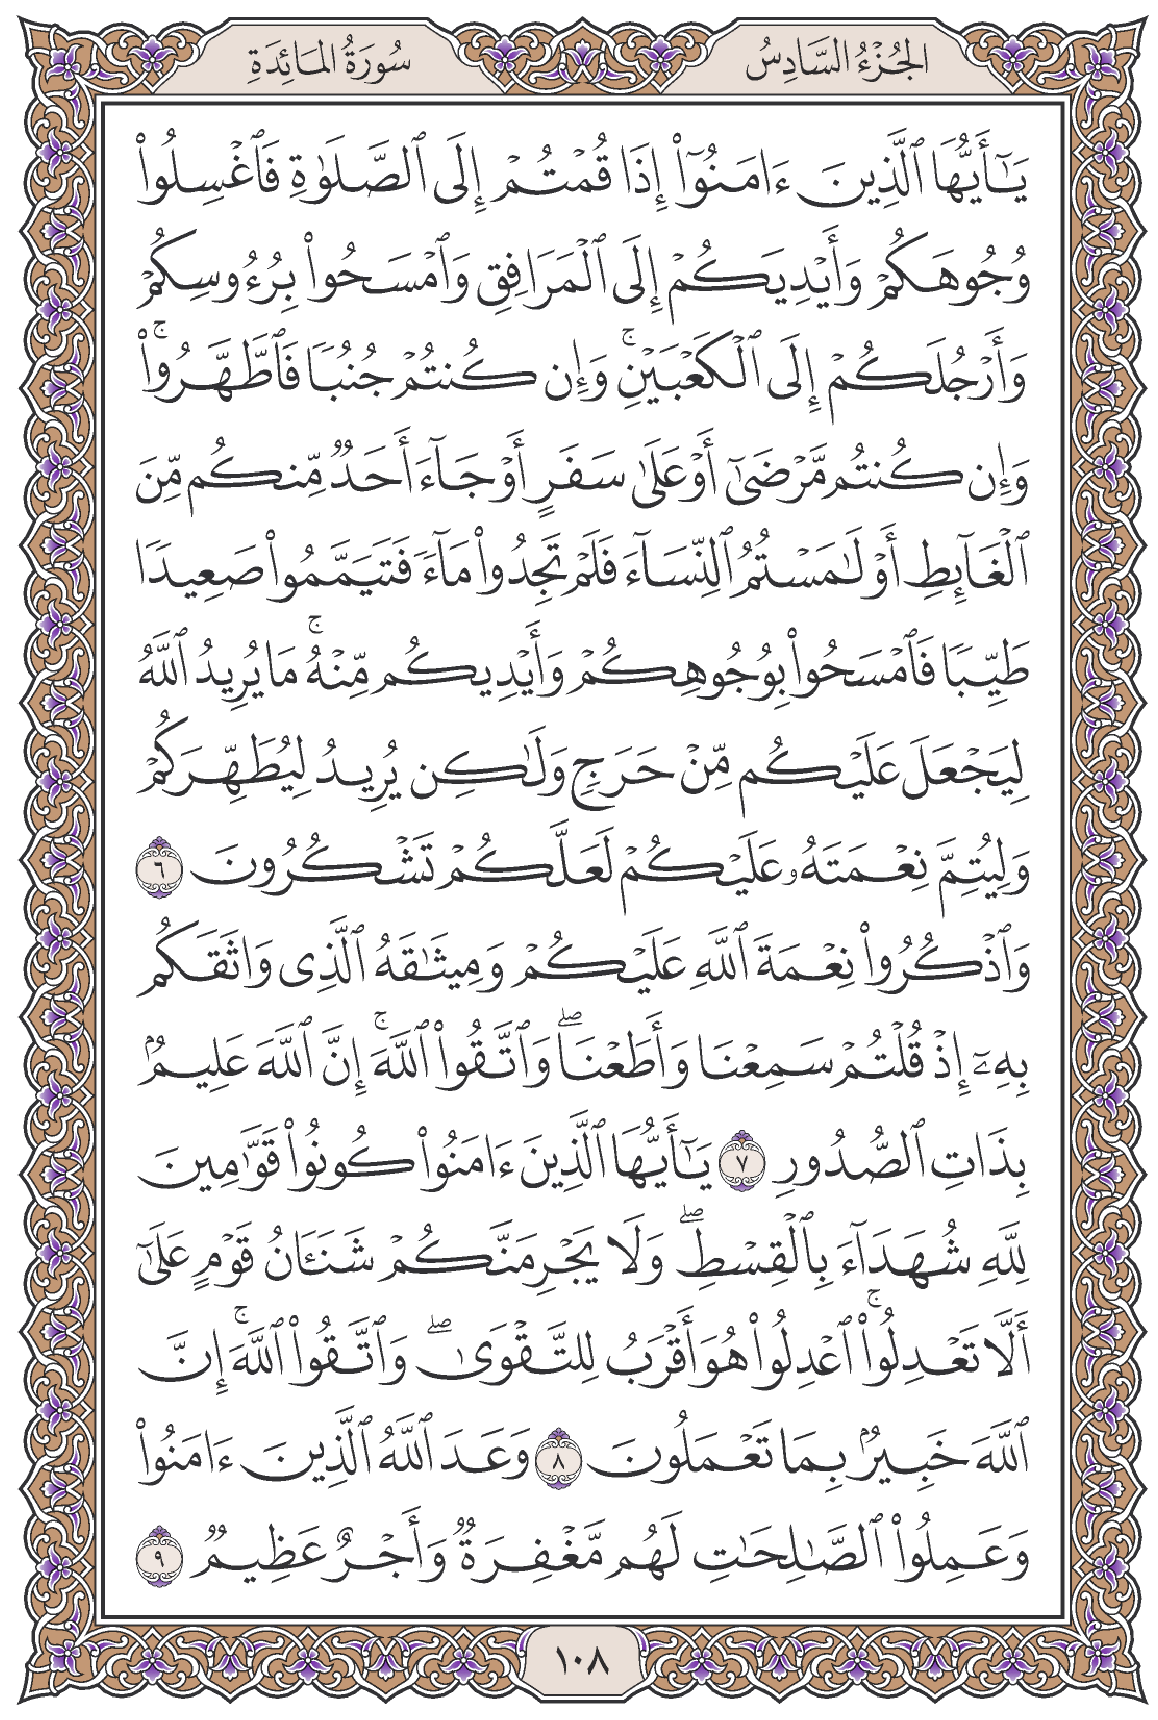 الجُزْءُ السَّادِسُ
سُورَةُ المَائِدَةِ
يَٰٓأَيُّهَا ٱلَّذِينَ ءَامَنُوٓاْ إِذَا قُمۡتُمۡ إِلَى ٱلصَّلَوٰةِ فَٱغۡسِلُواْ
وُجُوهَكُمۡ وَأَيۡدِيَكُمۡ إِلَى ٱلۡمَرَافِقِ وَٱمۡسَحُواْ بِرُءُوسِكُمۡ
وَأَرۡجُلَكُمۡ إِلَى ٱلۡكَعۡبَيۡنِۚ وَإِن كُنتُمۡ جُنُبٗا فَٱطَّهَّرُواْۚ
وَإِن كُنتُم مَّرۡضَىٰٓ أَوۡ عَلَىٰ سَفَرٍ أَوۡ جَآءَ أَحَدٞ مِّنكُم مِّنَ
ٱلۡغَآئِطِ أَوۡ لَٰمَسۡتُمُ ٱلنِّسَآءَ فَلَمۡ تَجِدُواْ مَآءٗ فَتَيَمَّمُواْ صَعِيدٗا
طَيِّبٗا فَٱمۡسَحُواْ بِوُجُوهِكُمۡ وَأَيۡدِيكُم مِّنۡهُۚ مَا يُرِيدُ ٱللَّهُ
لِيَجۡعَلَ عَلَيۡكُم مِّنۡ حَرَجٖ وَلَٰكِن يُرِيدُ لِيُطَهِّرَكُمۡ
وَلِيُتِمَّ نِعۡمَتَهُۥ عَلَيۡكُمۡ لَعَلَّكُمۡ تَشۡكُرُونَ ٦
وَٱذۡكُرُواْ نِعۡمَةَ ٱللَّهِ عَلَيۡكُمۡ وَمِيثَٰقَهُ ٱلَّذِي وَاثَقَكُم
بِهِۦٓ إِذۡ قُلۡتُمۡ سَمِعۡنَا وَأَطَعۡنَاۖ وَٱتَّقُواْ ٱللَّهَۚ إِنَّ ٱللَّهَ عَلِيمُۢ
بِذَاتِ ٱلصُّدُورِ ٧ يَٰٓأَيُّهَا ٱلَّذِينَ ءَامَنُواْ كُونُواْ قَوَّٰمِينَ
لِلَّهِ شُهَدَآءَ بِٱلۡقِسۡطِۖ وَلَا يَجۡرِمَنَّكُمۡ شَنَـَٔانُ قَوۡمٍ عَلَىٰٓ
أَلَّا تَعۡدِلُواْۚ ٱعۡدِلُواْ هُوَ أَقۡرَبُ لِلتَّقۡوَىٰۖ وَٱتَّقُواْ ٱللَّهَۚ إِنَّ
ٱللَّهَ خَبِيرُۢ بِمَا تَعۡمَلُونَ ٨ وَعَدَ ٱللَّهُ ٱلَّذِينَ ءَامَنُواْ
وَعَمِلُواْ ٱلصَّٰلِحَٰتِ لَهُم مَّغۡفِرَةٞ وَأَجۡرٌ عَظِيمٞ ٩
١٠٨